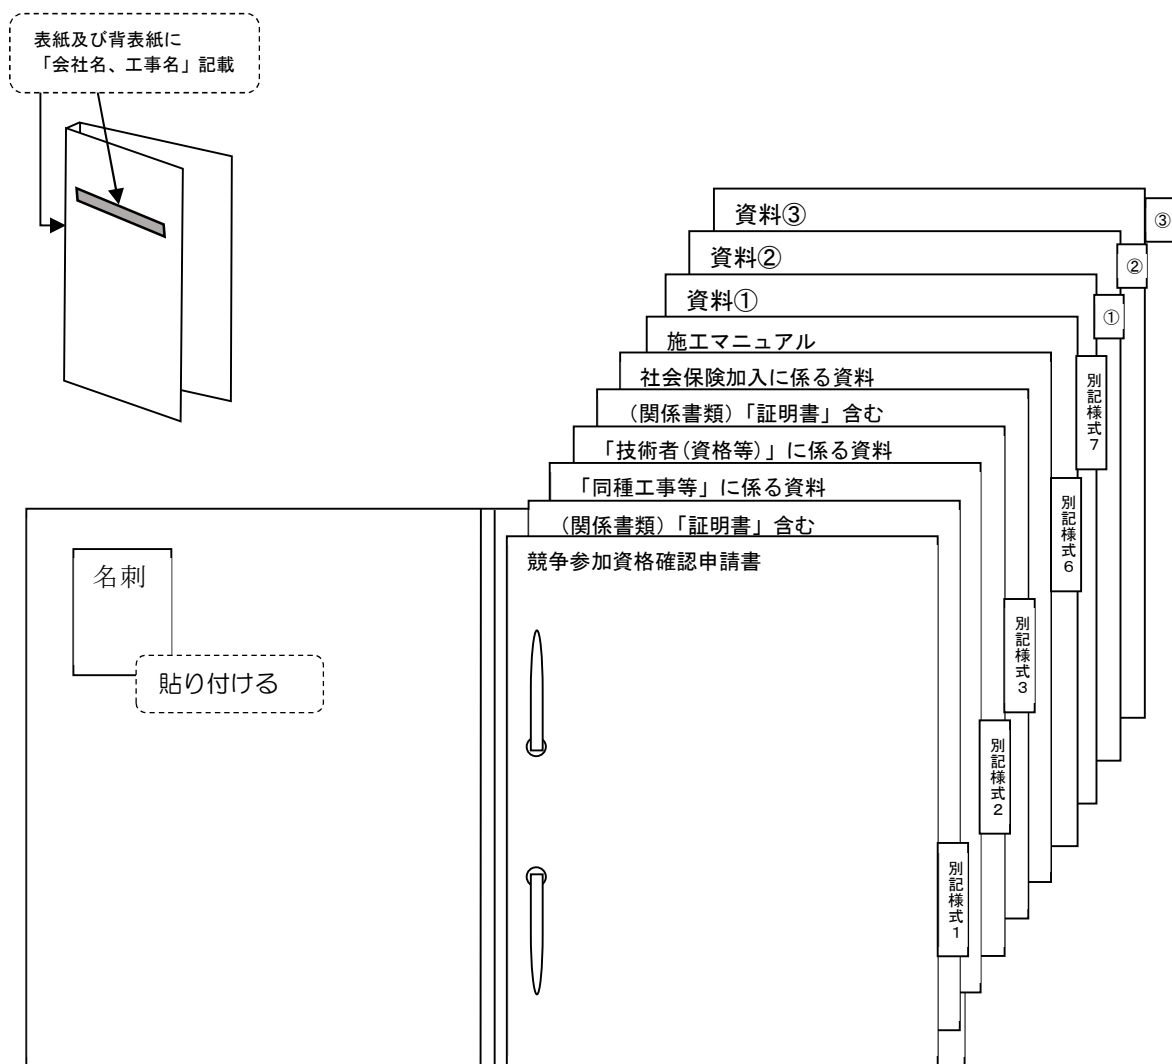 表紙及び背表紙に
「会社名、工事名」記載
資料③
③
資料②
②
資料①
①
施工マニュアル
別記様式7
社会保険加入に係る資料
別記様式6
(関係書類)「証明書」含む
「技術者(資格等)」に係る資料
別記様式3
「同種工事等」に係る資料
別記様式2
(関係書類)「証明書」含む
競争参加資格確認申請書
別記様式1
名刺
貼り付ける